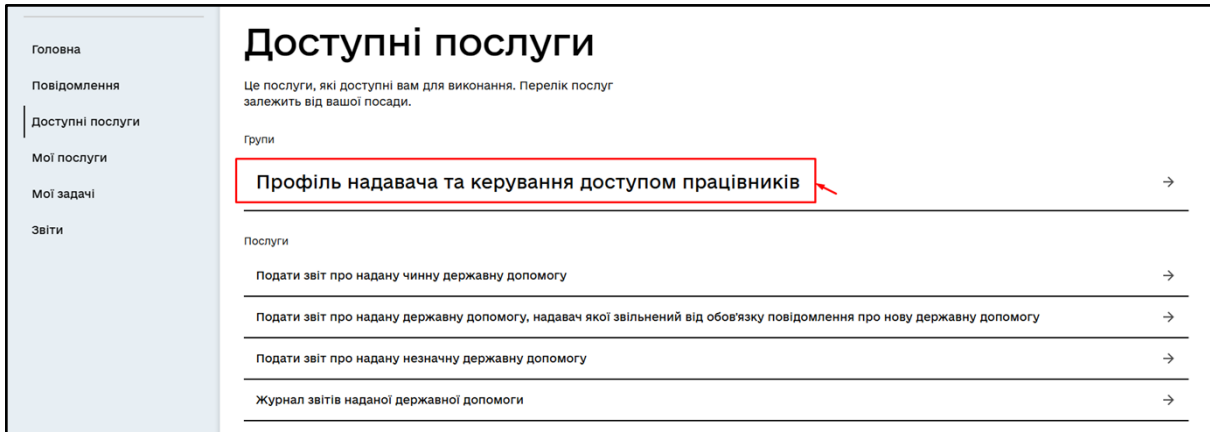 Головна
Повідомлення
Доступні послуги
Мої послуги
Мої задачі
Звіти
Доступні послуги
Це послуги, які доступні вам для виконання. Перелік послуг
залежить від вашої посади.
Групи
Профіль надавача та керування доступом працівників
Послуги
Подати звіт про надану чинну державну допомогу
Подати звіт про надану державну допомогу, надавач якої звільнений від обов'язку повідомлення про нову державну допомогу
Подати звіт про надану незначну державну допомогу
Журнал звітів наданої державної допомоги